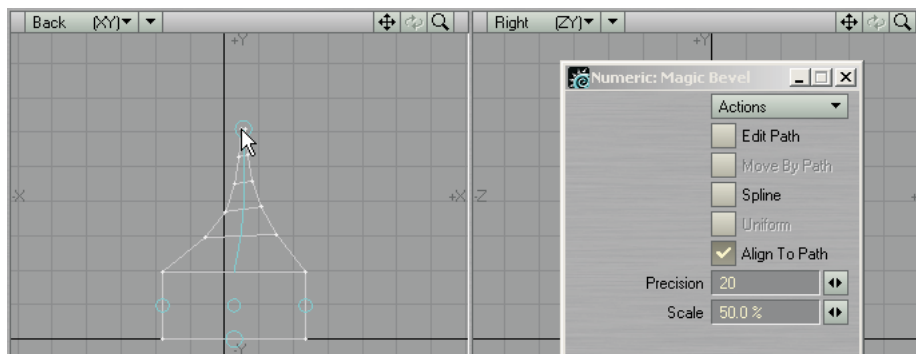 Back (XY)
Right (ZY)
+Y
+Y
Numeric: Magic Bevel
Actions
Edit Path
Move By Path
-X
+X
-Z
Spline
Uniform
Align To Path
Precision 20
Scale 50.0 %
-Y